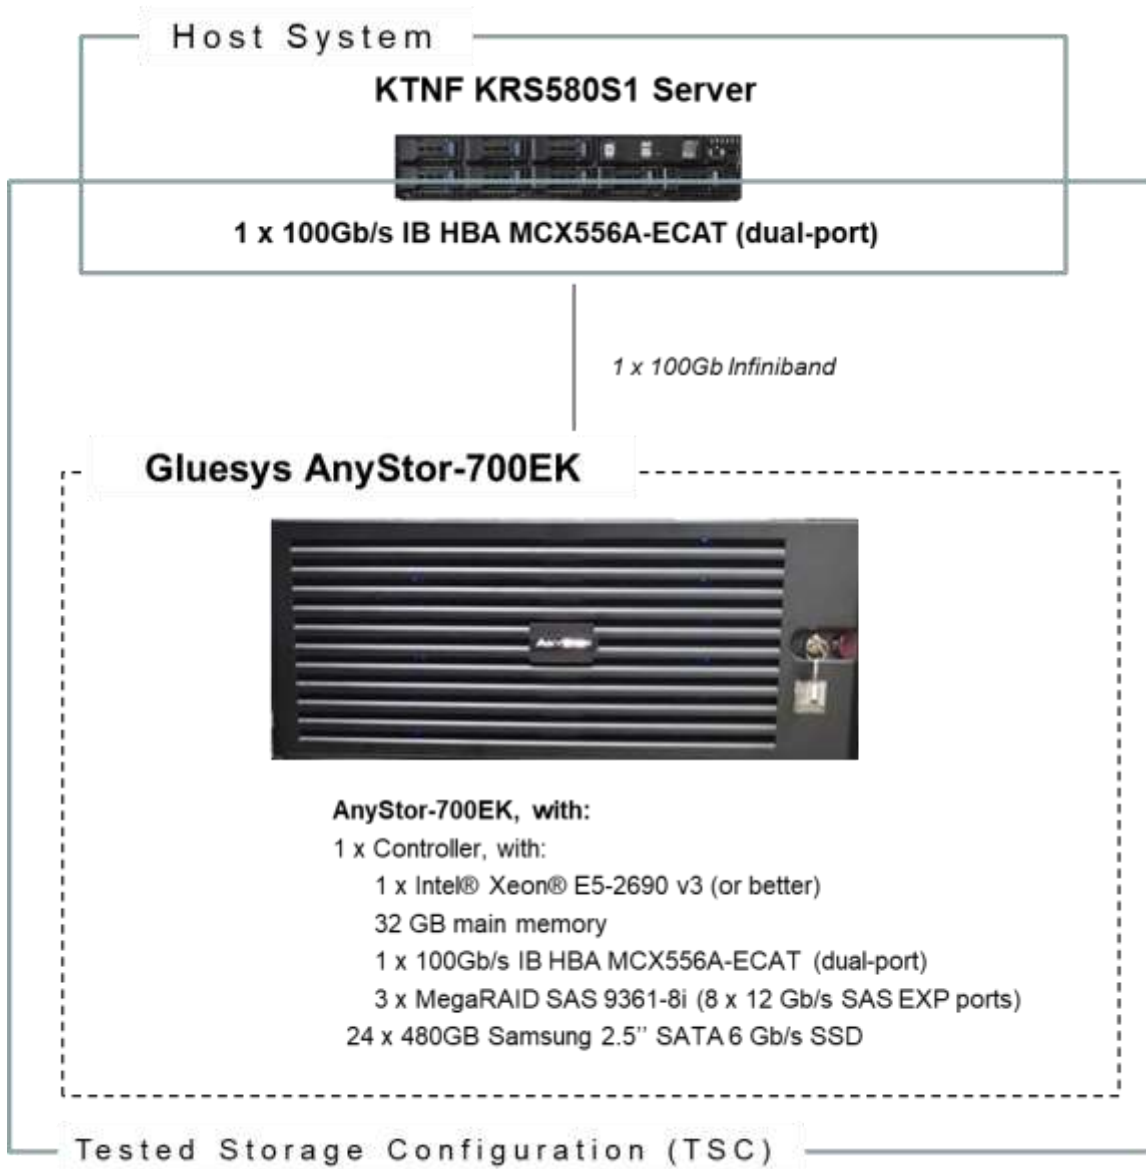 Host System
KTNF KRS580S1 Server
1 x 100Gb/s IB HBA MCX556A-ECAT (dual-port)
1 x 100Gb Infiniband
Gluesys AnyStor-700EK
AnyStor-700EK, with:
1 x Controller, with:
1 x Intel® Xeon® E5-2690 v3 (or better)
32 GB main memory
1 x 100Gb/s IB HBA MCX556A-ECAT (dual-port)
3 x MegaRAID SAS 9361-8i (8 x 12 Gb/s SAS EXP ports)
24 x 480GB Samsung 2.5’’ SATA 6 Gb/s SSD
Tested Storage Configuration (TSC)